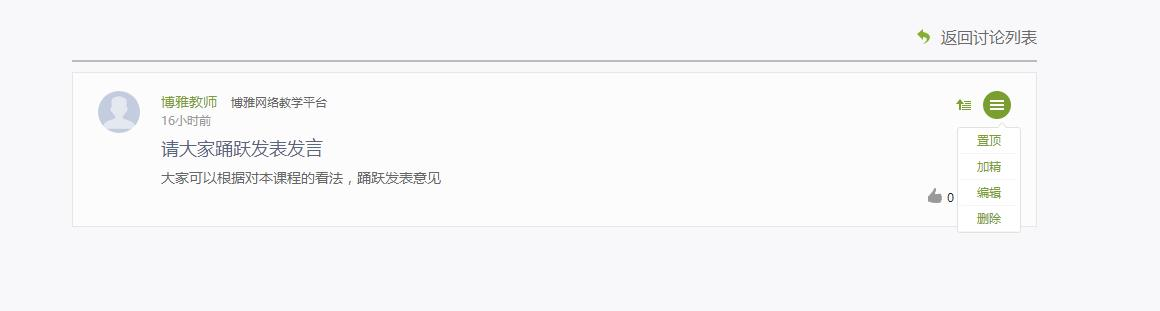 返回讨论列表
博雅教师 博雅网络教学平台
16小时前
请大家踊跃发表发言
大家可以根据对本课程的看法，踊跃发表意见
0
置顶
加精
编辑
删除